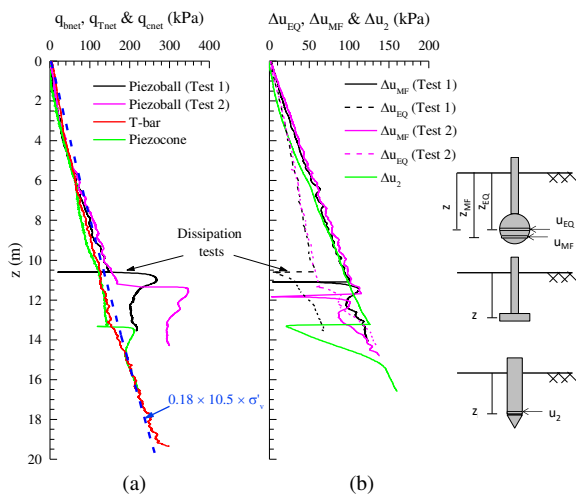 q_bnet, q_Tnet & q_cnet (kPa)
0 100 200 300 400
0
2
4
6
8
10
12
14
16
18
20
z (m)
Piezoball (Test 1)
Piezoball (Test 2)
T-bar
Piezocone
Dissipation
tests
0.18 × 10.5 × σ'_v
(a)
Δu_EQ, Δu_MF & Δu_2 (kPa)
0 50 100 150 200
Δu_MF (Test 1)
Δu_EQ (Test 1)
Δu_MF (Test 2)
Δu_EQ (Test 2)
Δu_2
(b)
z
z_MF
z_EQ
u_EQ
u_MF
z
z
u_2